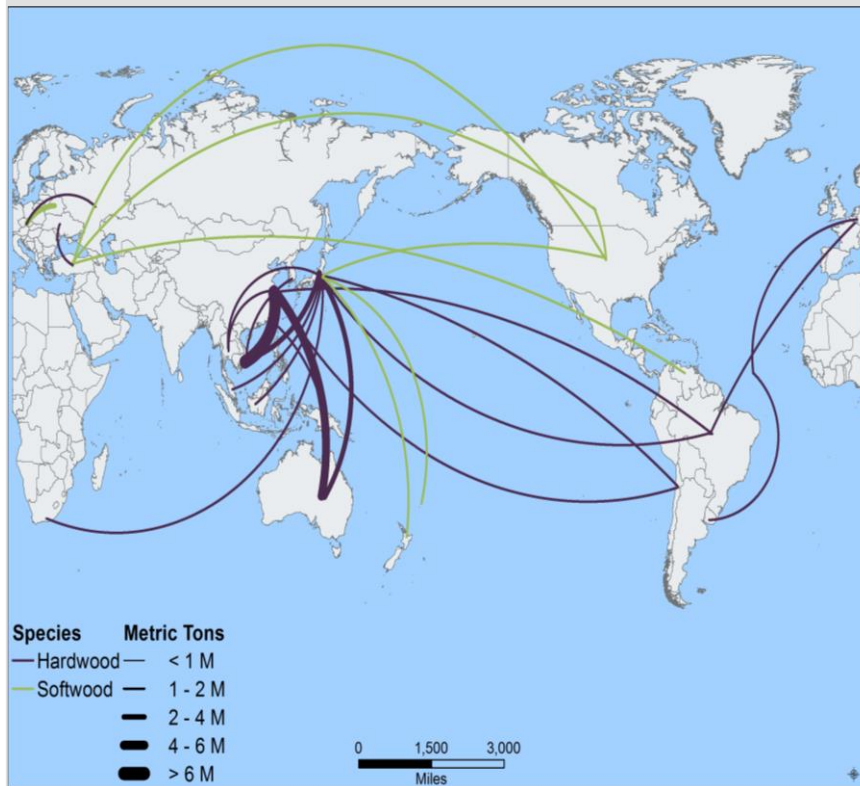 Species Metric Tons
Hardwood < 1 M
Softwood 1 - 2 M
2 - 4 M
4 - 6 M
> 6 M
0 1,500 3,000
Miles